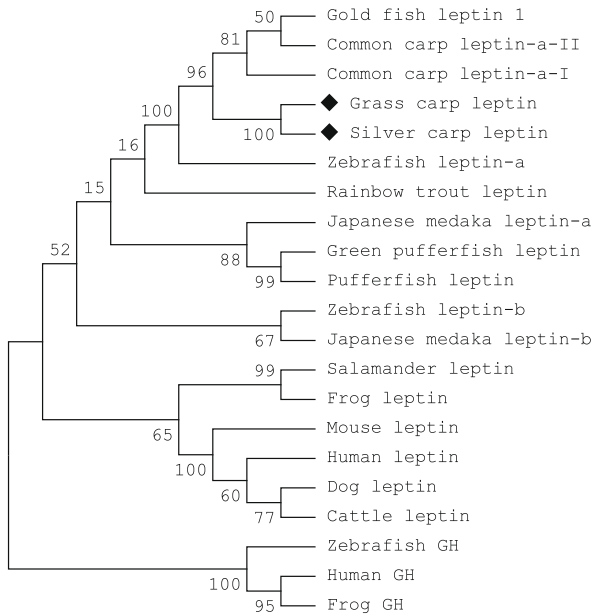 50 Gold fish leptin 1
81 Common carp leptin-a-II
96 Common carp leptin-a-I
100 ◆ Grass carp leptin
100 ◆ Silver carp leptin
16 Zebrafish leptin-a
15 Rainbow trout leptin
Japanese medaka leptin-a
52 88 Green pufferfish leptin
99 Pufferfish leptin
Zebrafish leptin-b
67 Japanese medaka leptin-b
99 Salamander leptin
Frog leptin
65 Mouse leptin
100 Human leptin
60 Dog leptin
77 Cattle leptin
Zebrafish GH
100 Human GH
95 Frog GH